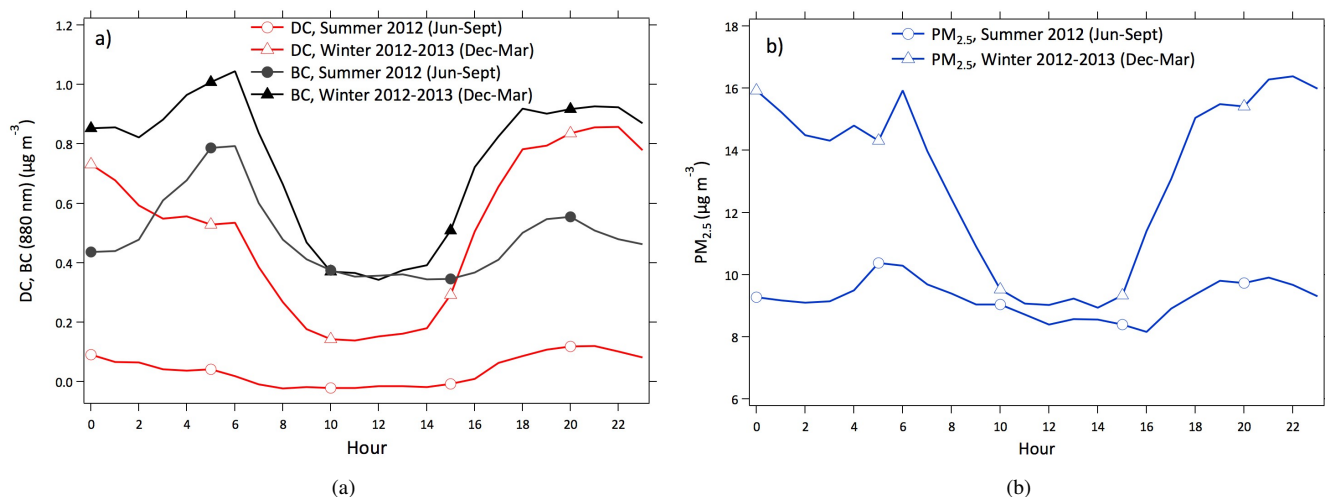 a)
DC, Summer 2012 (Jun-Sept)
DC, Winter 2012-2013 (Dec-Mar)
BC, Summer 2012 (Jun-Sept)
BC, Winter 2012-2013 (Dec-Mar)
DC, BC (880 nm) (µg m⁻³)
1.2
1.0
0.8
0.6
0.4
0.2
0.0
0 2 4 6 8 10 12 14 16 18 20 22
Hour
(a)
b)
PM₂.₅, Summer 2012 (Jun-Sept)
PM₂.₅, Winter 2012-2013 (Dec-Mar)
PM₂.₅ (µg m⁻³)
18
16
14
12
10
8
6
0 2 4 6 8 10 12 14 16 18 20 22
Hour
(b)